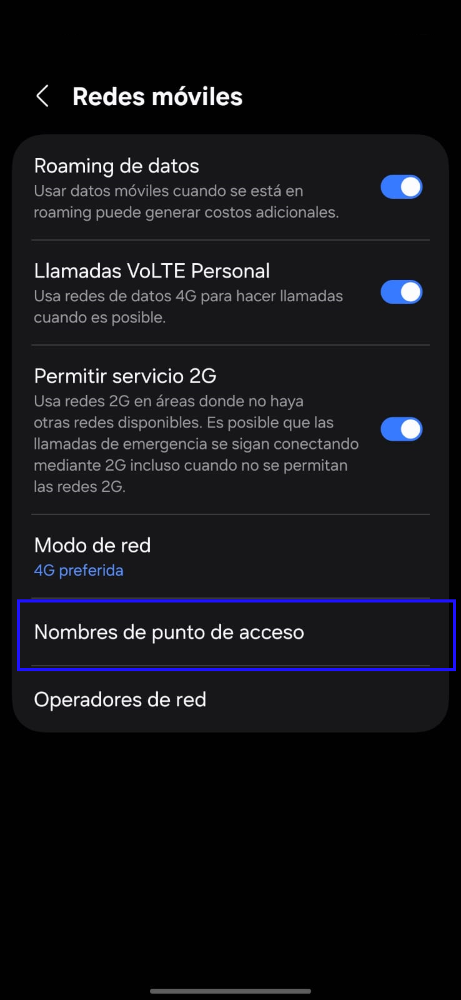 Redes móviles
Roaming de datos
Usar datos móviles cuando se está en
roaming puede generar costos adicionales.
Llamadas VoLTE Personal
Usa redes de datos 4G para hacer llamadas
cuando es posible.
Permitir servicio 2G
Usa redes 2G en áreas donde no haya
otras redes disponibles. Es posible que las
llamadas de emergencia se sigan conectando
mediante 2G incluso cuando no se permitan
las redes 2G.
Modo de red
4G preferida
Nombres de punto de acceso
Operadores de red